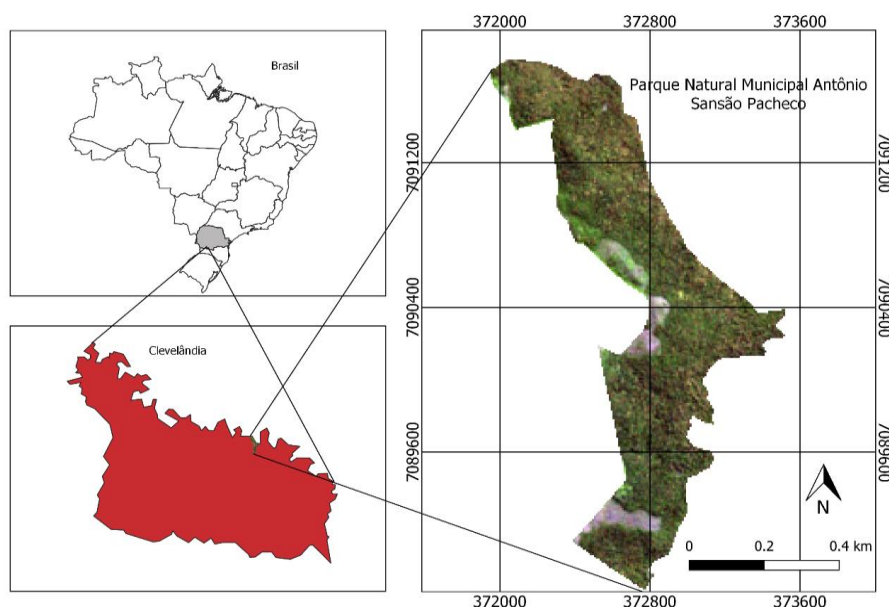 Brasil
Clevelândia
372000
372800
373600
Parque Natural Municipal Antônio
Sansão Pacheco
7091200
7091200
7090400
7090400
7089600
7089600
N
0
0.2
0.4 km
372000
372800
373600